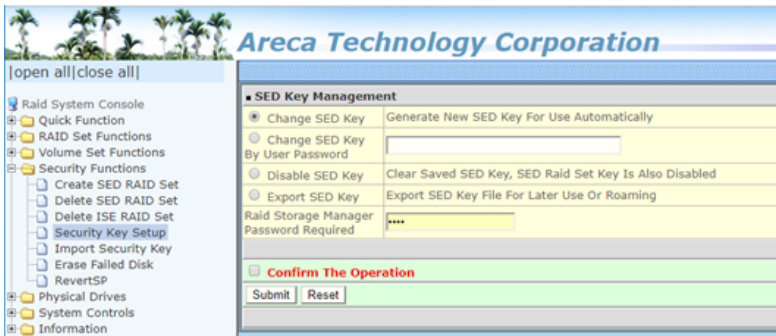 Areca Technology Corporation
|open all|close all|
Raid System Console
Quick Function
RAID Set Functions
Volume Set Functions
Security Functions
Create SED RAID Set
Delete SED RAID Set
Delete ISE RAID Set
Security Key Setup
Import Security Key
Erase Failed Disk
RevertSP
Physical Drives
System Controls
Information
SED Key Management
Change SED Key Generate New SED Key For Use Automatically
Change SED Key
By User Password
Disable SED Key Clear Saved SED Key, SED Raid Set Key Is Also Disabled
Export SED Key Export SED Key File For Later Use Or Roaming
Raid Storage Manager
Password Required ••••
Confirm The Operation
Submit Reset